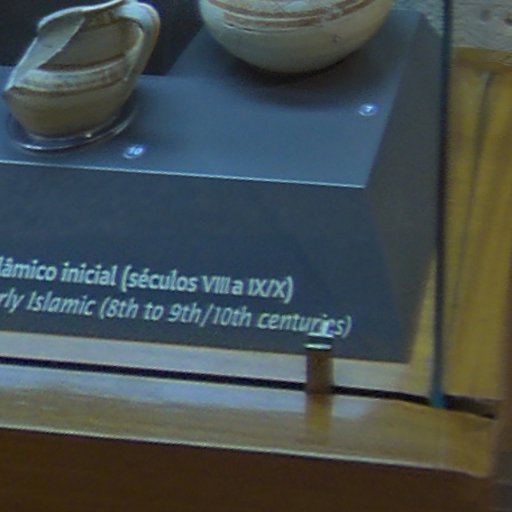 lâmico inicial (séculos VIII a IX/X)
rly Islamic (8th to 9th/10th centuries)